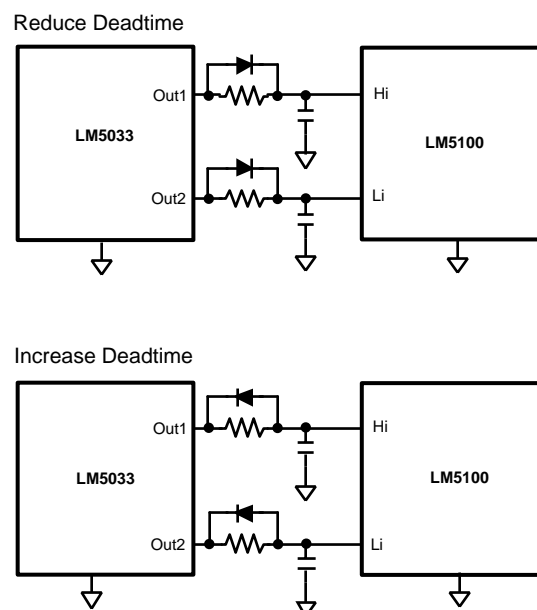 Reduce Deadtime
Out1
Hi
LM5033
LM5100
Out2
Li
Increase Deadtime
Out1
Hi
LM5033
LM5100
Out2
Li